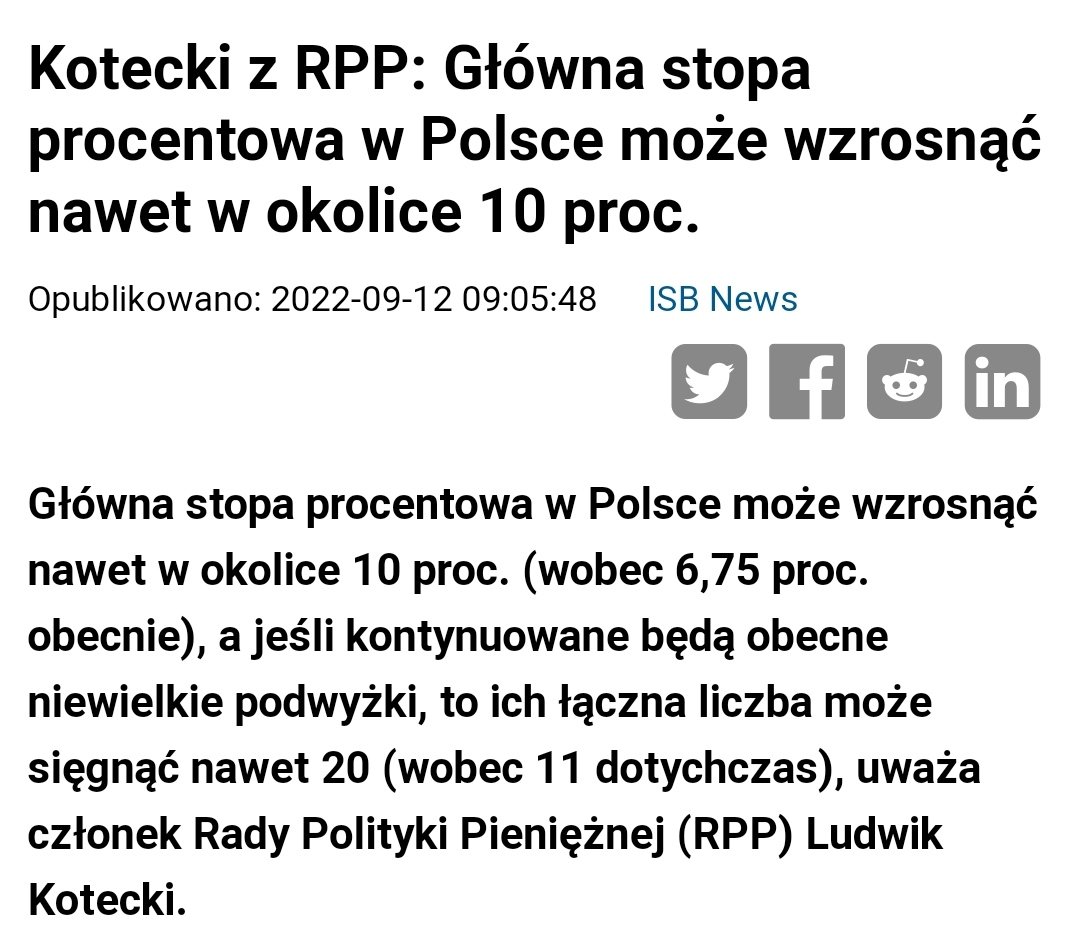 Kotecki z RPP: Główna stopa
procentowa w Polsce może wzrosnąć
nawet w okolice 10 proc.
Opublikowano: 2022-09-12 09:05:48 ISB News
Główna stopa procentowa w Polsce może wzrosnąć
nawet w okolice 10 proc. (wobec 6,75 proc.
obecnie), a jeśli kontynuowane będą obecne
niewielkie podwyżki, to ich łączna liczba może
sięgnąć nawet 20 (wobec 11 dotychczas), uważa
członek Rady Polityki Pieniężnej (RPP) Ludwik
Kotecki.